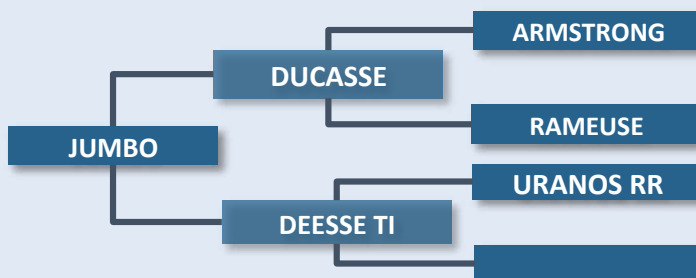 ARMSTRONG
DUCASSE
RAMEUSE
JUMBO
URANOS RR
DEESSE TI